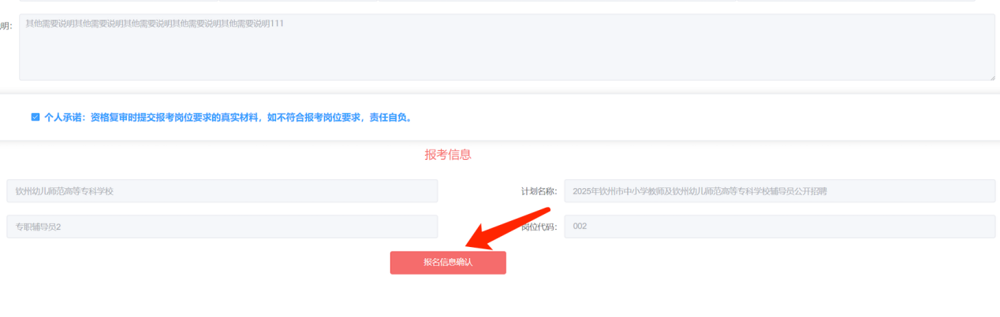 明：
其他需要说明其他需要说明其他需要说明其他需要说明其他需要说明111
个人承诺：资格复审时提交报考岗位要求的真实材料，如不符合报考岗位要求，责任自负。
报考信息
钦州幼儿师范高等专科学校
计划名称：
2025年钦州市中小学教师及钦州幼儿师范高等专科学校辅导员公开招聘
专职辅导员2
岗位代码：
002
报名信息确认